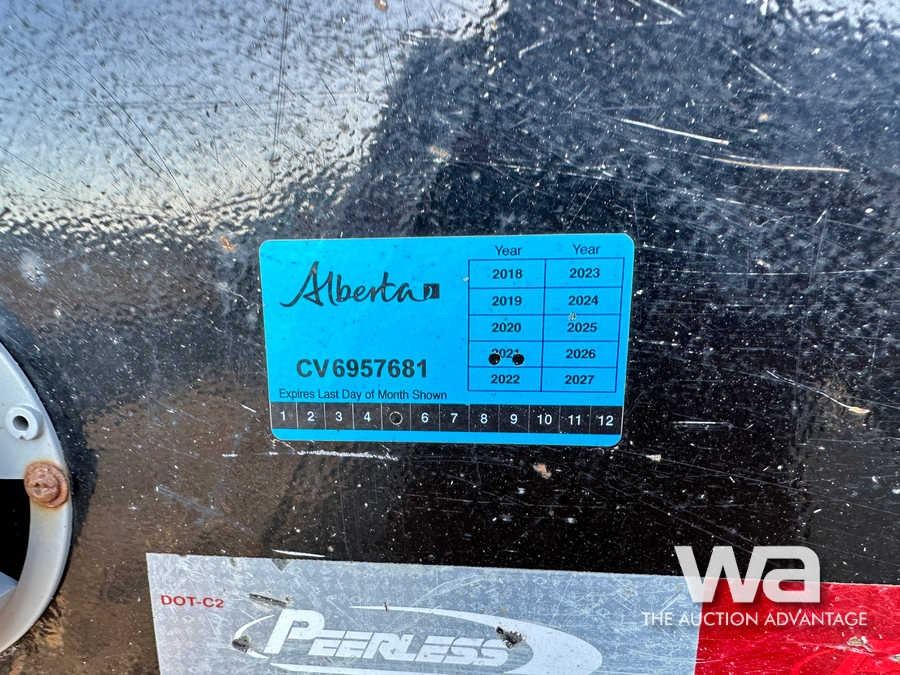 Alberta
Year Year
2018 2023
2019 2024
2020 2025
2021 2026
2022 2027
CV6957681
Expires Last Day of Month Shown
1 2 3 4 6 7 8 9 10 11 12
DOT-C2
PEERLESS
wa
THE AUCTION ADVANTAGE